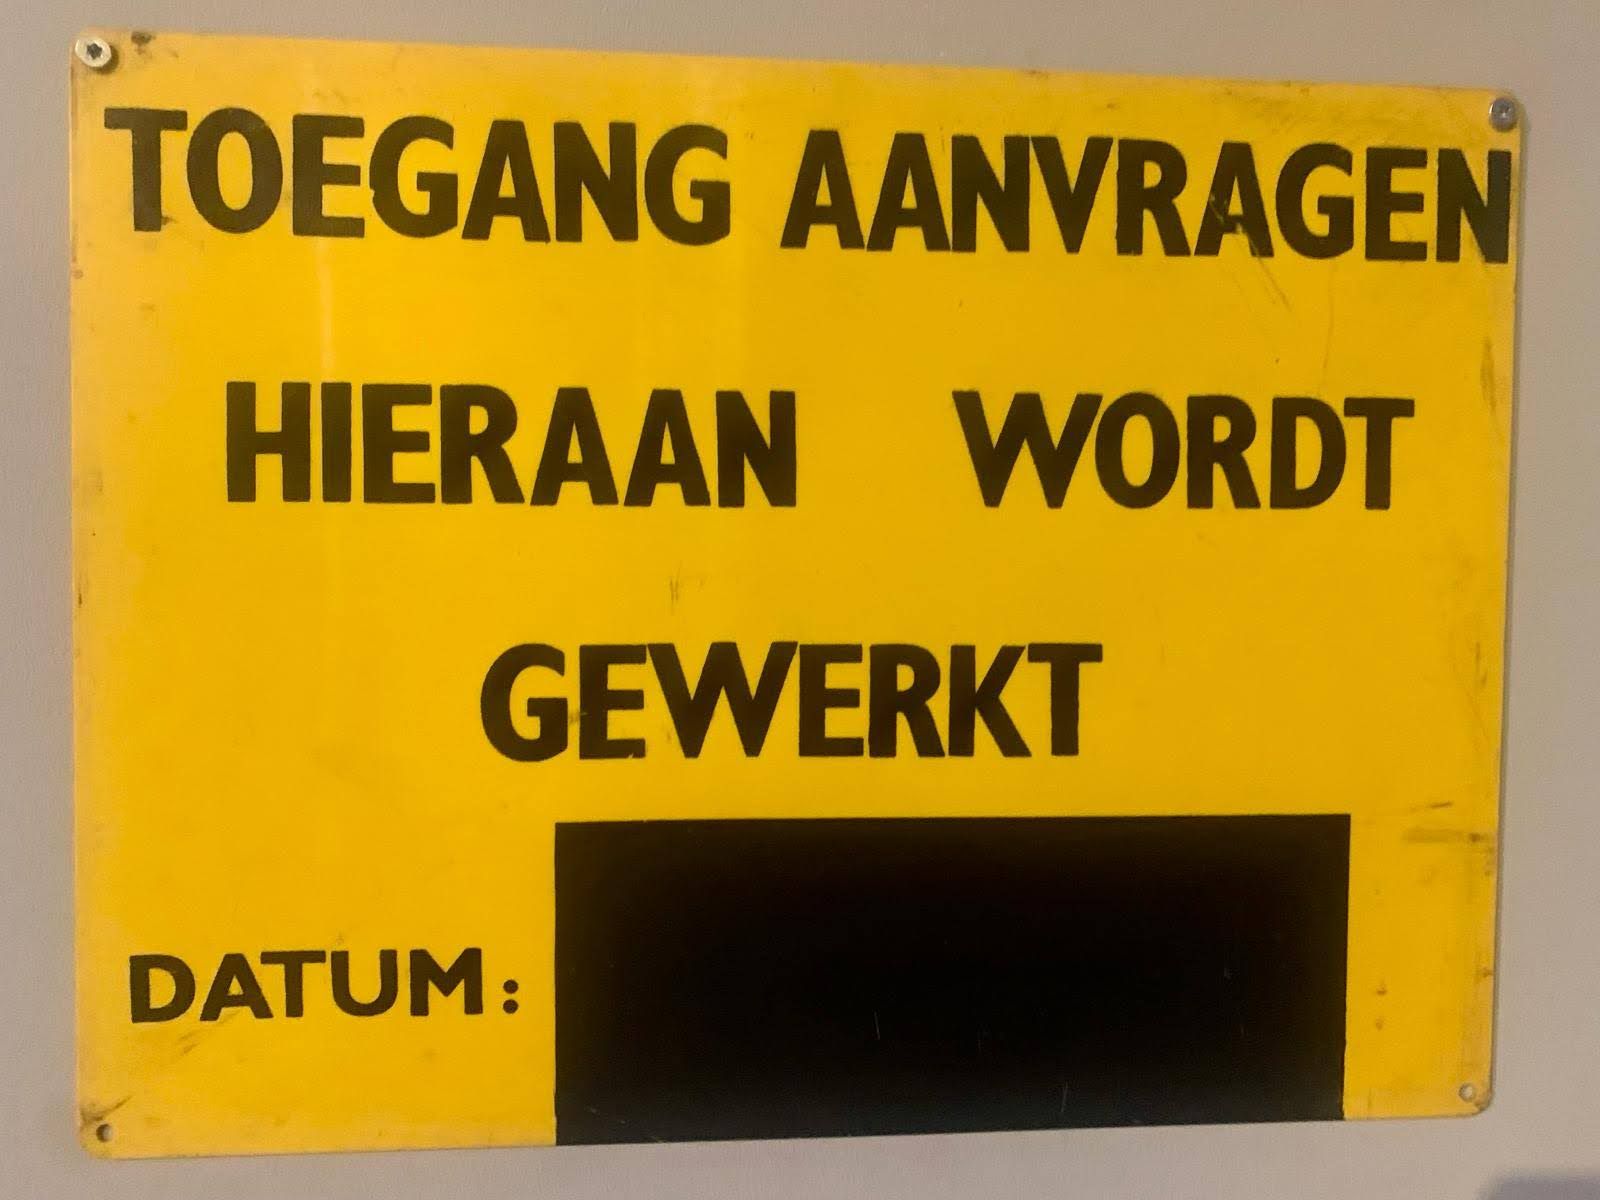 TOEGANG AANVRAGEN
HIERAAN WORDT
GEWERKT
DATUM: